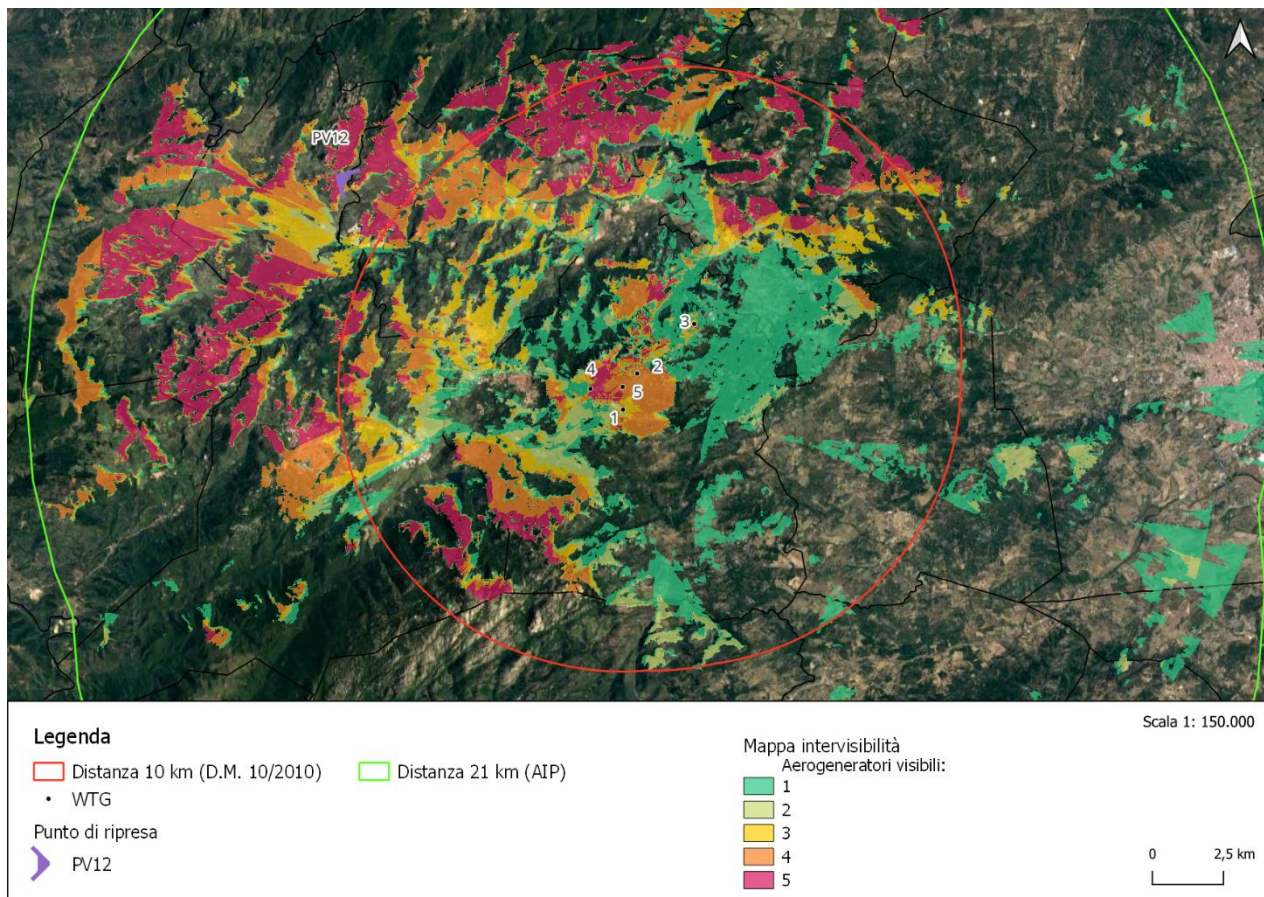 PV12
3
4
2
5
1
Scala 1: 150.000
Legenda
Distanza 10 km (D.M. 10/2010)
Distanza 21 km (AIP)
WTG
Punto di ripresa
PV12
Mappa intervisibilità
Aerogeneratori visibili:
1
2
3
4
5
0 2,5 km